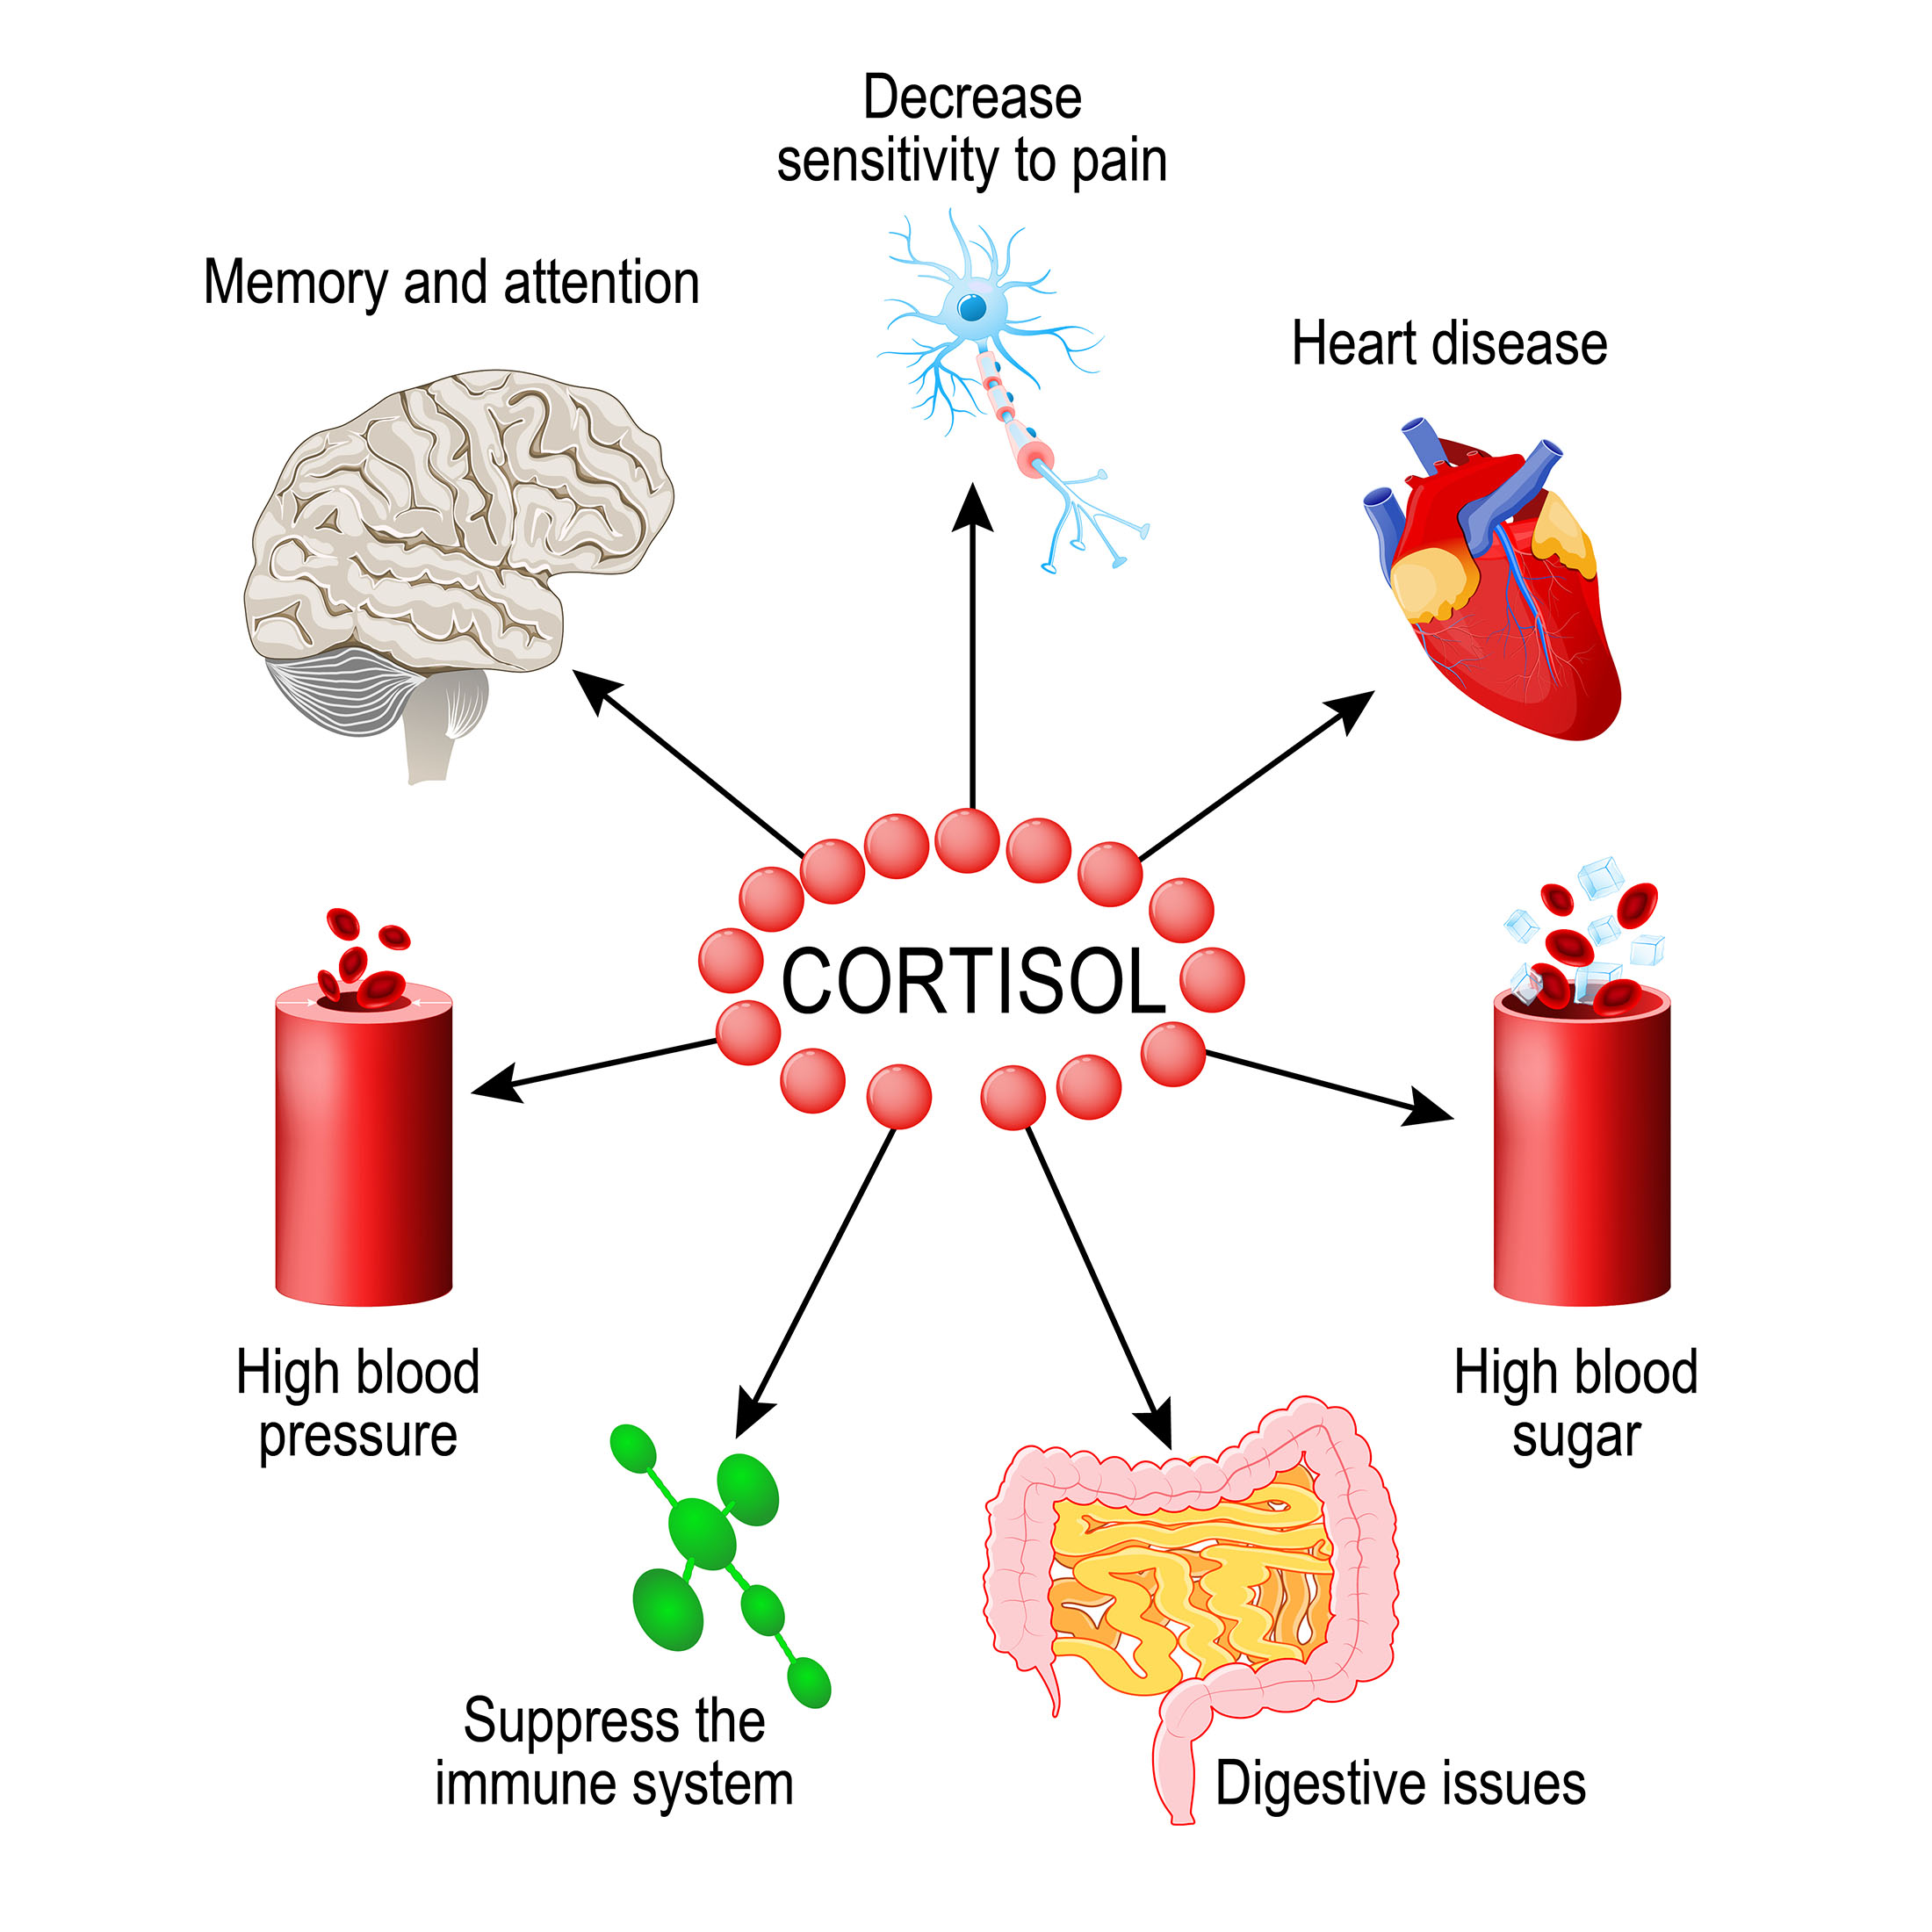 Decrease
sensitivity to pain
Memory and attention
Heart disease
CORTISOL
High blood
pressure
High blood
sugar
Suppress the
immune system
Digestive issues